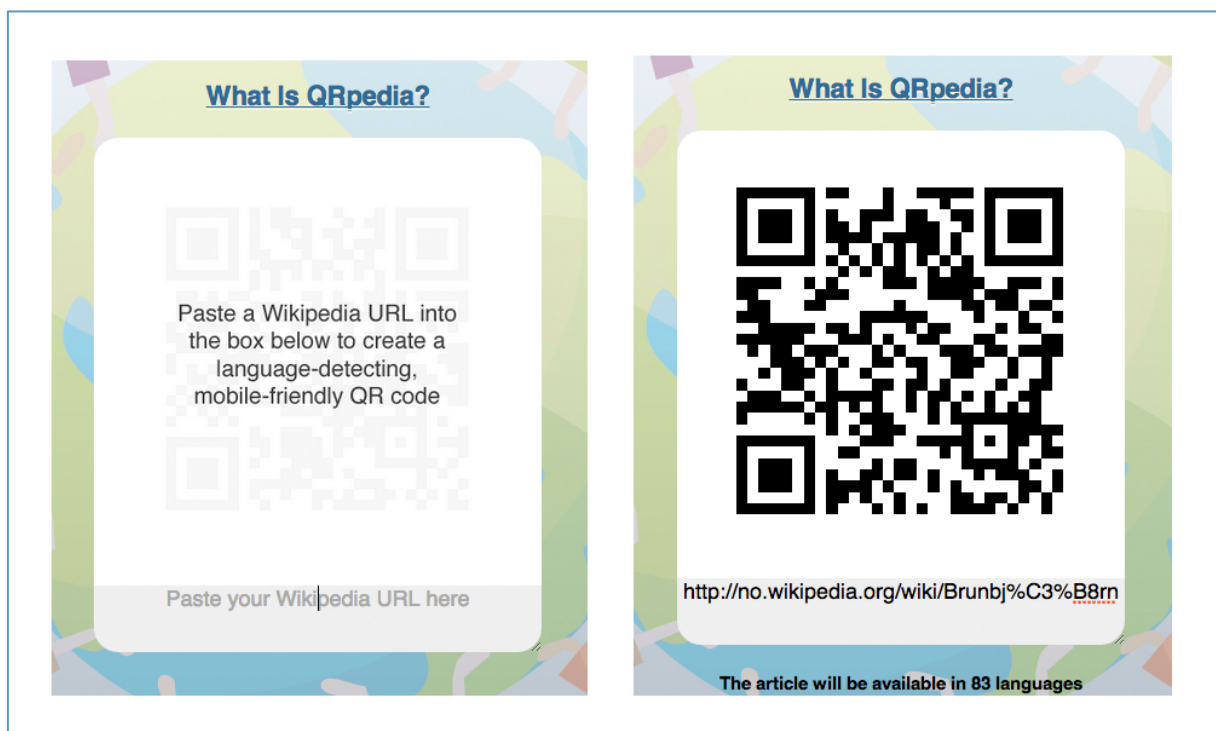 What Is QRpedia?
Paste a Wikipedia URL into
the box below to create a
language-detecting,
mobile-friendly QR code
Paste your Wikipedia URL here
What Is QRpedia?
http://no.wikipedia.org/wiki/Brunbj%C3%B8rn
The article will be available in 83 languages